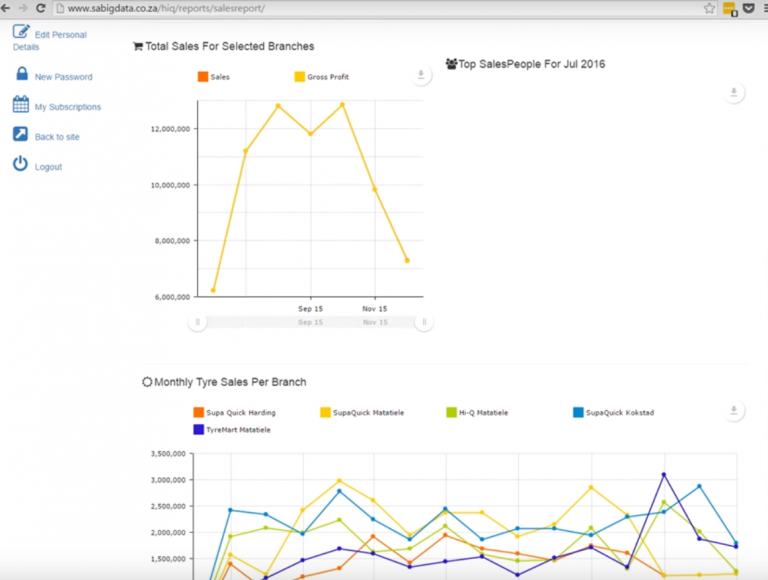 www.sabigdata.co.za/hiq/reports/salesreport/
Edit Personal
Details
New Password
My Subscriptions
Back to site
Logout
Total Sales For Selected Branches
Sales
Gross Profit
12,000,000
10,000,000
8,000,000
6,000,000
Sep 15
Nov 15
Sep 15
Nov 15
Top SalesPeople For Jul 2016
Monthly Tyre Sales Per Branch
Supa Quick Harding
SupaQuick Matatiele
Hi-Q Matatiele
SupaQuick Kokstad
TyreMart Matatiele
3,500,000
3,000,000
2,500,000
2,000,000
1,500,000